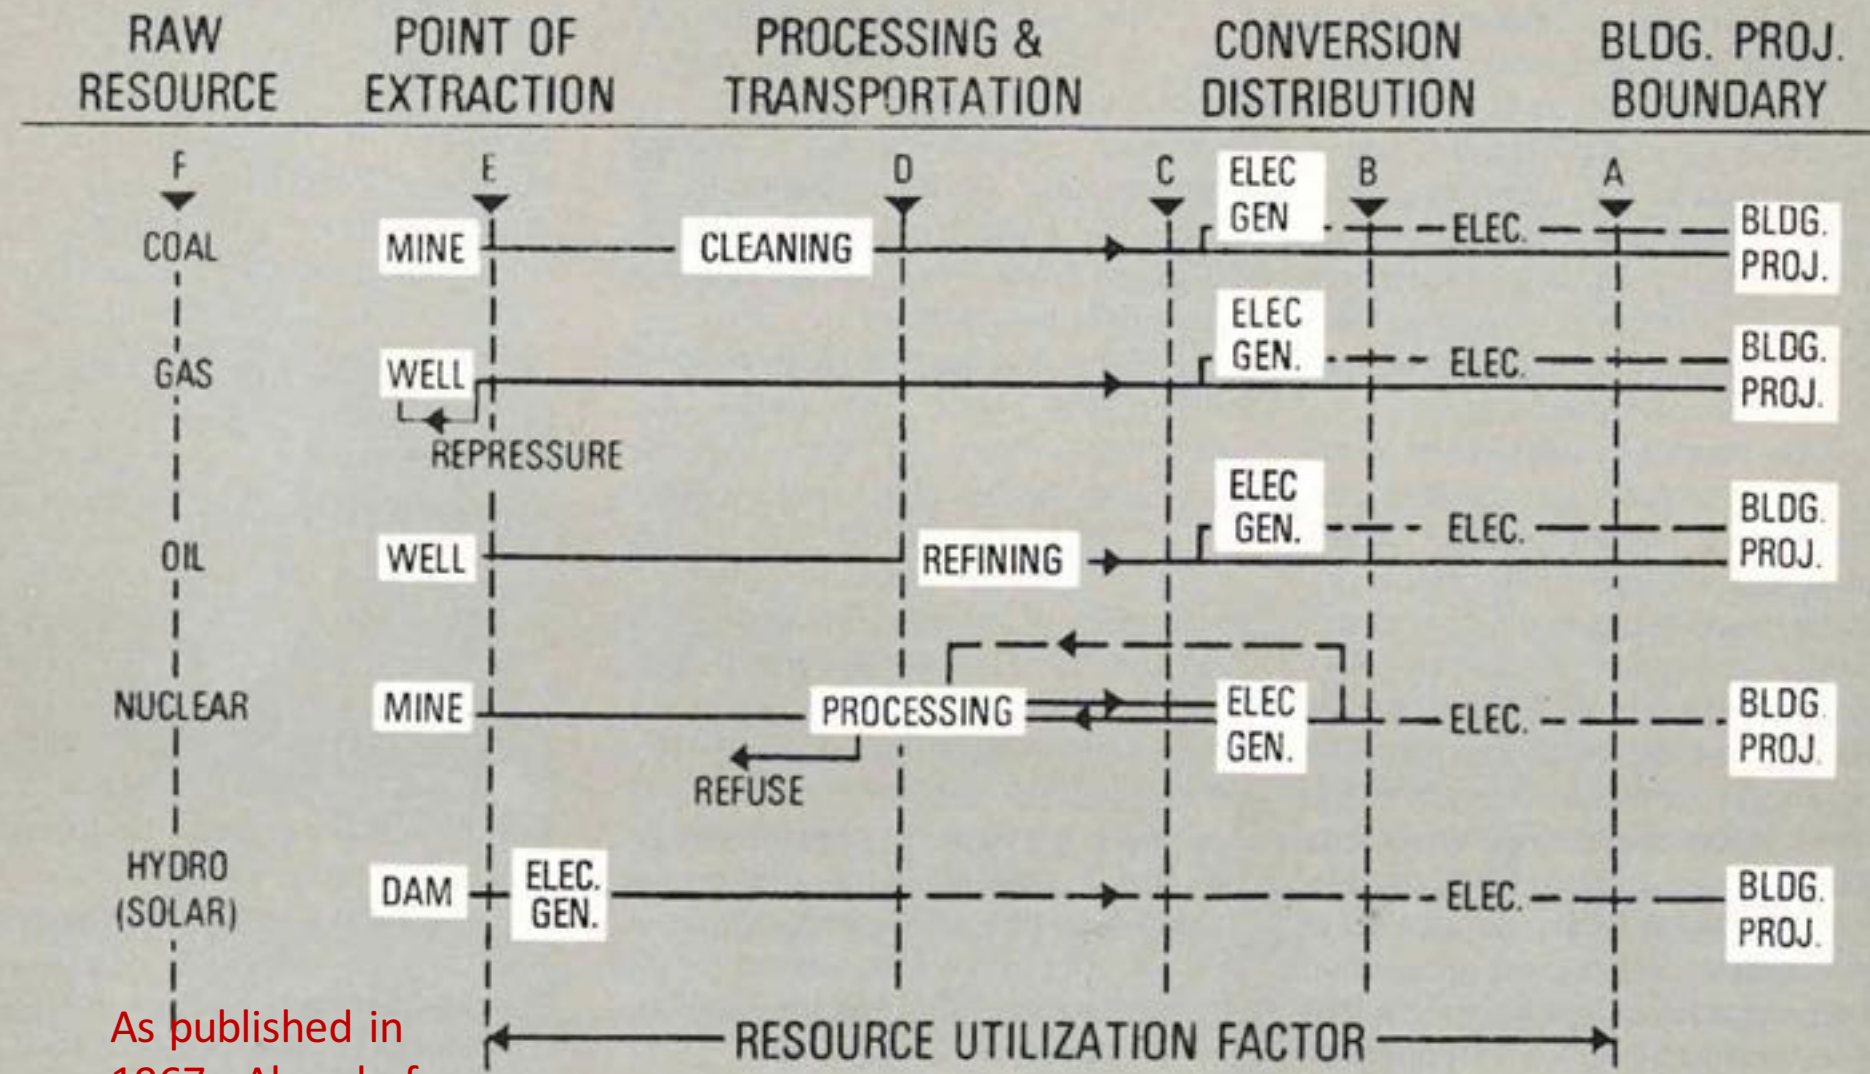 RAW RESOURCE
POINT OF EXTRACTION
PROCESSING & TRANSPORTATION
CONVERSION DISTRIBUTION
BLDG. PROJ. BOUNDARY
F E D C B A
COAL
MINE
CLEANING
ELEC GEN
ELEC.
BLDG. PROJ.
GAS
WELL
REPRESSURE
ELEC GEN.
ELEC.
BLDG. PROJ.
OIL
WELL
REFINING
ELEC GEN.
ELEC.
BLDG. PROJ.
NUCLEAR
MINE
PROCESSING
REFUSE
ELEC GEN.
ELEC.
BLDG. PROJ.
HYDRO (SOLAR)
DAM
ELEC. GEN.
ELEC.
BLDG. PROJ.
RESOURCE UTILIZATION FACTOR
As published in